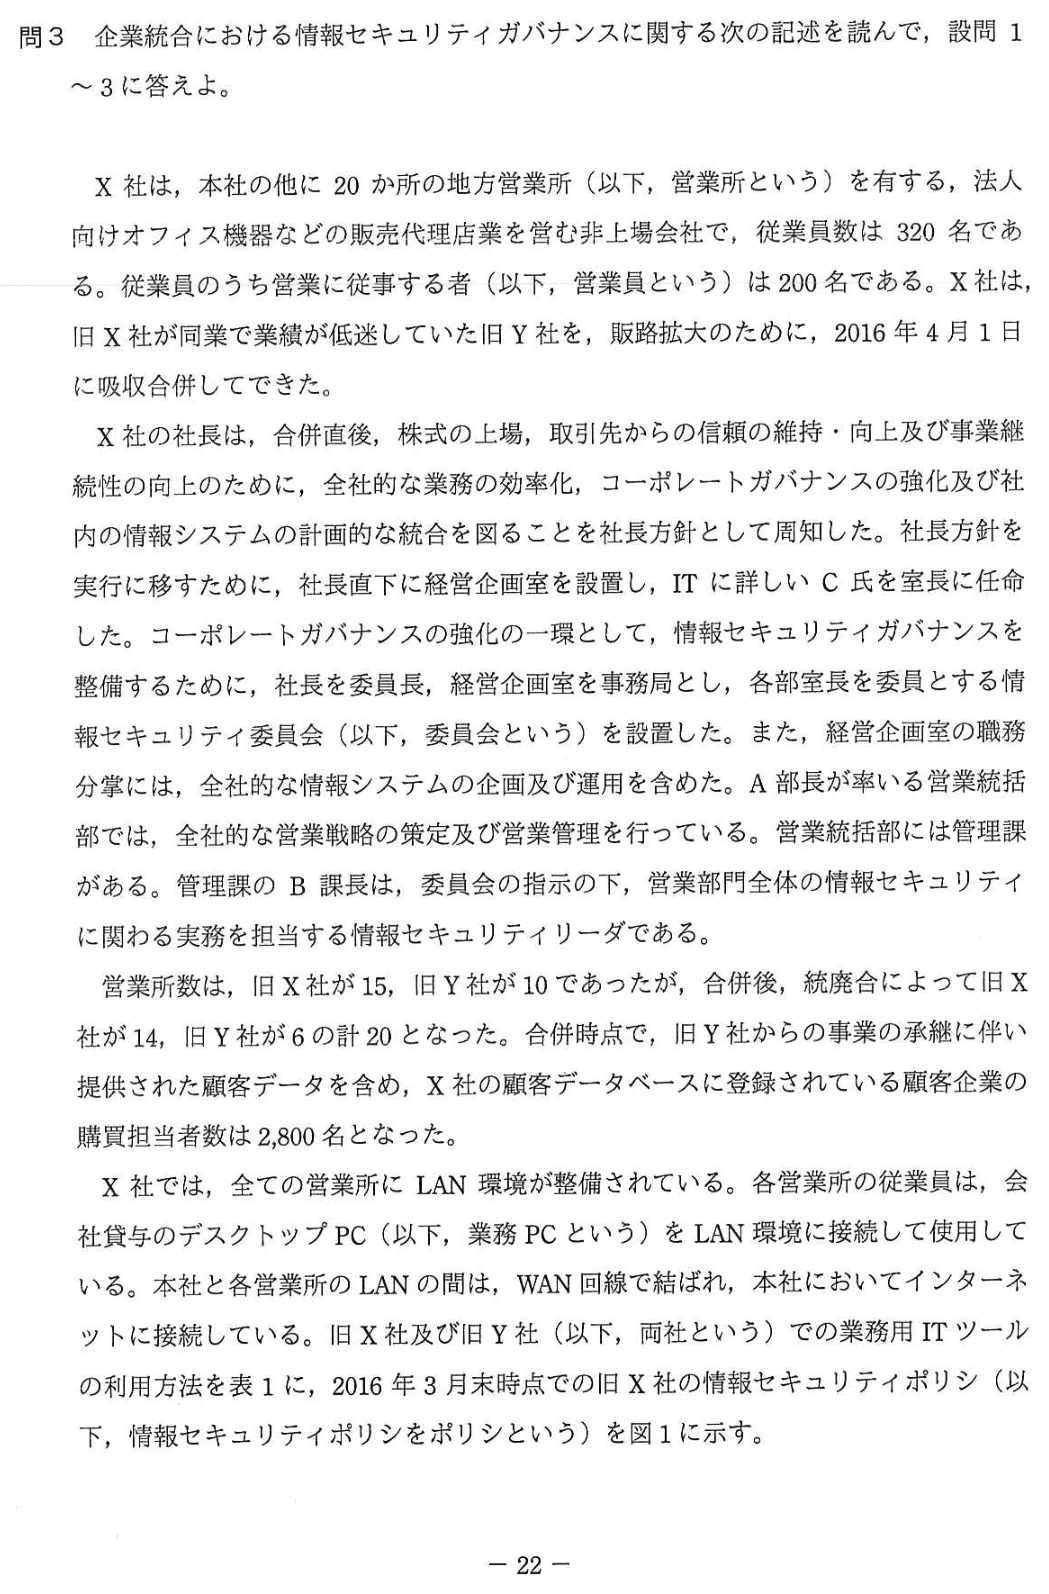 問3　企業統合における情報セキュリティガバナンスに関する次の記述を読んで，設問 1
～3に答えよ。
X 社は，本社の他に 20 か所の地方営業所（以下，営業所という）を有する，法人
向けオフィス機器などの販売代理店業を営む非上場会社で，従業員数は 320 名であ
る。従業員のうち営業に従事する者（以下，営業員という）は 200 名である。X 社は，
旧 X 社が同業で業績が低迷していた旧 Y 社を，販路拡大のために，2016 年 4 月 1 日
に吸収合併してできた。
X 社の社長は，合併直後，株式の上場，取引先からの信頼の維持・向上及び事業継
続性の向上のために，全社的な業務の効率化，コーポレートガバナンスの強化及び社
内の情報システムの計画的な統合を図ることを社長方針として周知した。社長方針を
実行に移すために，社長直下に経営企画室を設置し，IT に詳しい C 氏を室長に任命
した。コーポレートガバナンスの強化の一環として，情報セキュリティガバナンスを
整備するために，社長を委員長，経営企画室を事務局とし，各部室長を委員とする情
報セキュリティ委員会（以下，委員会という）を設置した。また，経営企画室の職務
分掌には，全社的な情報システムの企画及び運用を含めた。A 部長が率いる営業統括
部では，全社的な営業戦略の策定及び営業管理を行っている。営業統括部には管理課
がある。管理課の B 課長は，委員会の指示の下，営業部門全体の情報セキュリティ
に関わる実務を担当する情報セキュリティリーダである。
営業所数は，旧 X 社が 15，旧 Y 社が 10 であったが，合併後，統廃合によって旧 X
社が 14，旧 Y 社が 6 の計 20 となった。合併時点で，旧 Y 社からの事業の承継に伴い
提供された顧客データを含め，X 社の顧客データベースに登録されている顧客企業の
購買担当者数は 2,800 名となった。
X 社では，全ての営業所に LAN 環境が整備されている。各営業所の従業員は，会
社貸与のデスクトップ PC（以下，業務 PC という）を LAN 環境に接続して使用して
いる。本社と各営業所の LAN の間は，WAN 回線で結ばれ，本社においてインターネ
ットに接続している。旧 X 社及び旧 Y 社（以下，両社という）での業務用 IT ツール
の利用方法を表 1 に，2016 年 3 月末時点での旧 X 社の情報セキュリティポリシ（以
下，情報セキュリティポリシをポリシという）を図 1 に示す。
－ 22 －